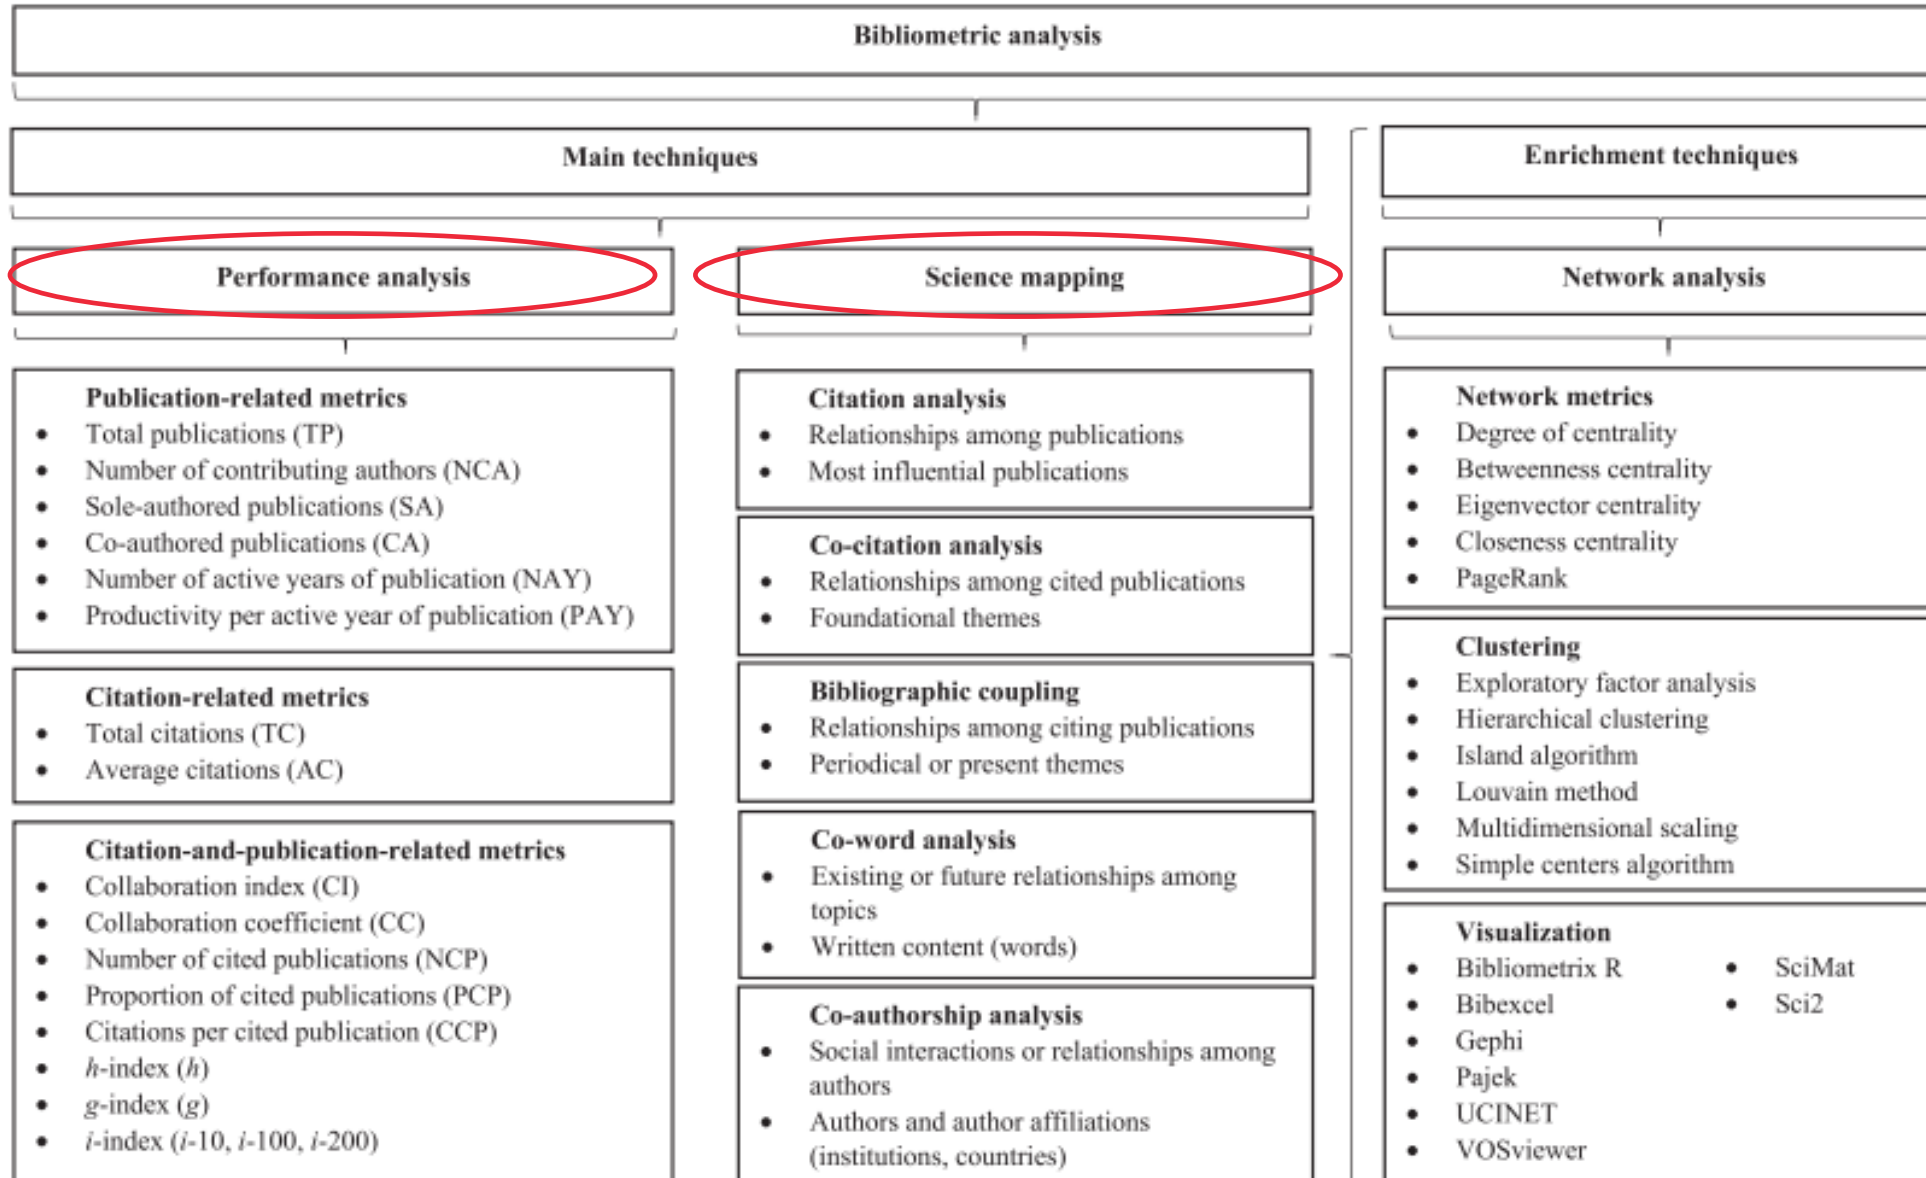 Bibliometric analysis
Main techniques
Enrichment techniques
Performance analysis
Science mapping
Network analysis
Publication-related metrics
• Total publications (TP)
• Number of contributing authors (NCA)
• Sole-authored publications (SA)
• Co-authored publications (CA)
• Number of active years of publication (NAY)
• Productivity per active year of publication (PAY)
Citation-related metrics
• Total citations (TC)
• Average citations (AC)
Citation-and-publication-related metrics
• Collaboration index (CI)
• Collaboration coefficient (CC)
• Number of cited publications (NCP)
• Proportion of cited publications (PCP)
• Citations per cited publication (CCP)
• h-index (h)
• g-index (g)
• i-index (i-10, i-100, i-200)
Citation analysis
• Relationships among publications
• Most influential publications
Co-citation analysis
• Relationships among cited publications
• Foundational themes
Bibliographic coupling
• Relationships among citing publications
• Periodical or present themes
Co-word analysis
• Existing or future relationships among
topics
• Written content (words)
Co-authorship analysis
• Social interactions or relationships among
authors
• Authors and author affiliations
(institutions, countries)
Network metrics
• Degree of centrality
• Betweenness centrality
• Eigenvector centrality
• Closeness centrality
• PageRank
Clustering
• Exploratory factor analysis
• Hierarchical clustering
• Island algorithm
• Louvain method
• Multidimensional scaling
• Simple centers algorithm
Visualization
• Bibliometrix R
• Bibexcel
• Gephi
• Pajek
• UCINET
• VOSviewer
• SciMat
• Sci2